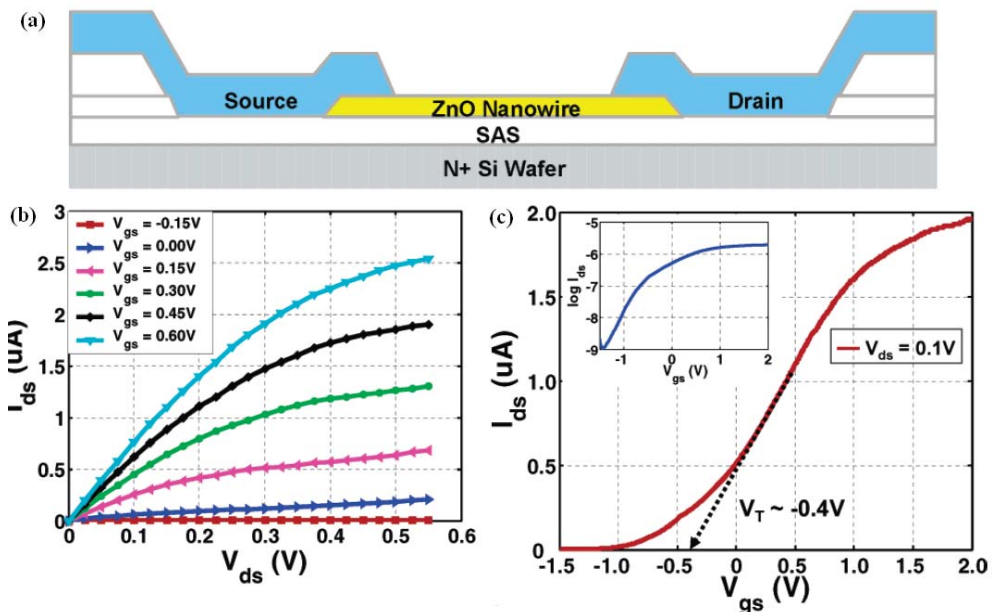 (a)
Source
ZnO Nanowire
Drain
SAS
N+ Si Wafer
(b)
3
2.5
2
1.5
1
0.5
0
0
0.1
0.2
0.3
0.4
0.5
0.6
I_ds (uA)
V_ds (V)
V_gs = -0.15V
V_gs = 0.00V
V_gs = 0.15V
V_gs = 0.30V
V_gs = 0.45V
V_gs = 0.60V
(c)
2.0
1.5
1.0
0.5
0
-1.5
-1.0
-0.5
0
0.5
1.0
1.5
2.0
I_ds (uA)
V_gs (V)
-5
-6
-7
-8
-9
-1
0
1
2
log I_ds
V_gs (V)
V_ds = 0.1V
V_T ~ -0.4V